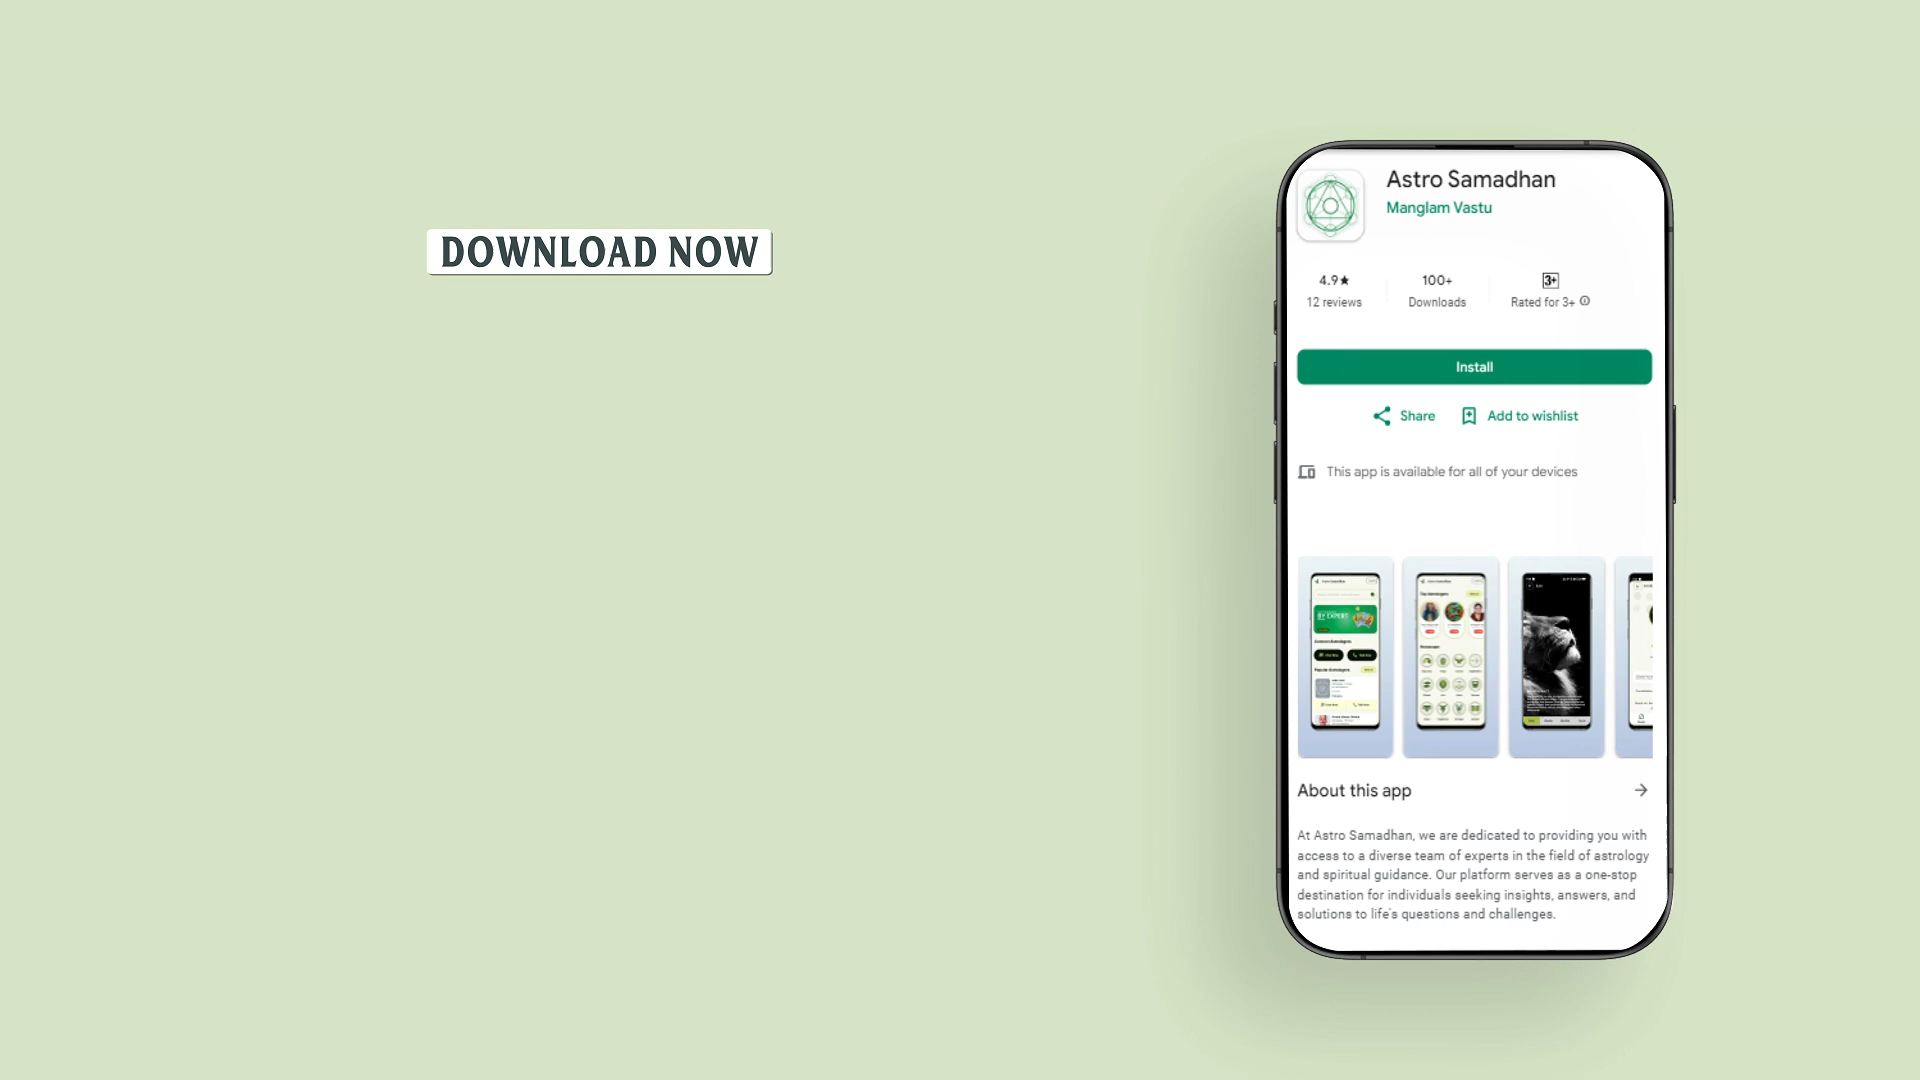 DOWNLOAD NOW
Astro Samadhan
Manglam Vastu
4.9★
12 reviews
100+
Downloads
3+
Rated for 3+
Install
Share
Add to wishlist
This app is available for all of your devices
BY EXPERT
About this app
At Astro Samadhan, we are dedicated to providing you with
access to a diverse team of experts in the field of astrology
and spiritual guidance. Our platform serves as a one-stop
destination for individuals seeking insights, answers, and
solutions to life's questions and challenges.